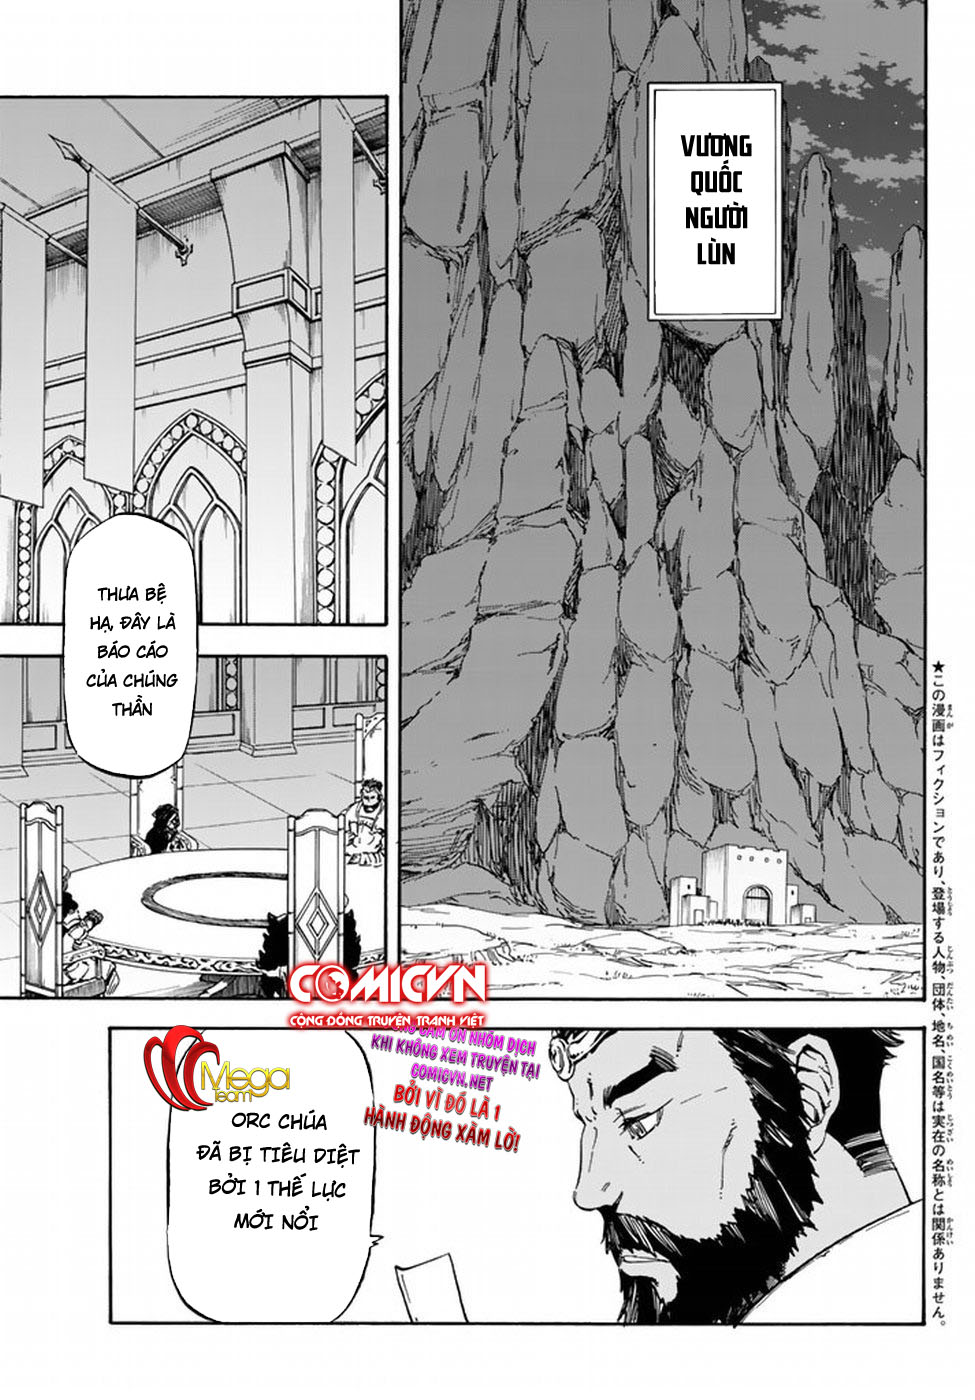 VƯƠNG
QUỐC
NGƯỜI
LÙN
THƯA BỆ
HẠ, ĐÂY LÀ
BÁO CÁO
CỦA CHÚNG
THẦN
COMICVN
CỘNG ĐỒNG TRUYỆN TRANH VIỆT
CẢM ƠN NHÓM DỊCH
KHI KHÔNG XEM TRUYỆN TẠI
COMICVN.NET
BỞI VÌ ĐÓ LÀ 1
HÀNH ĐỘNG XÀM LỜ!
Mega
Team
ORC CHÚA
ĐÃ BỊ TIÊU DIỆT
BỞI 1 THẾ LỰC
MỚI NỔI
★この漫画はフィクションであり、登場する人物、団体、地名、国名等は実在の名称とは関係ありません。